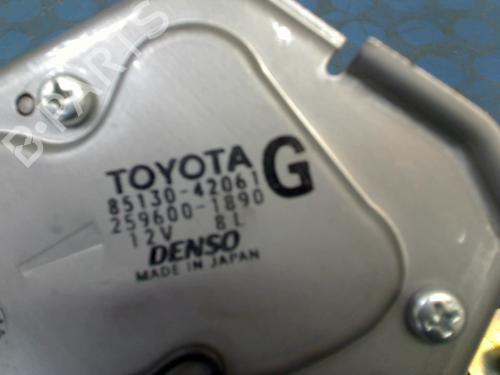 B-PARTS
TOYOTA G
85130-42061
259600-1890
12V 8L
DENSO
MADE IN JAPAN